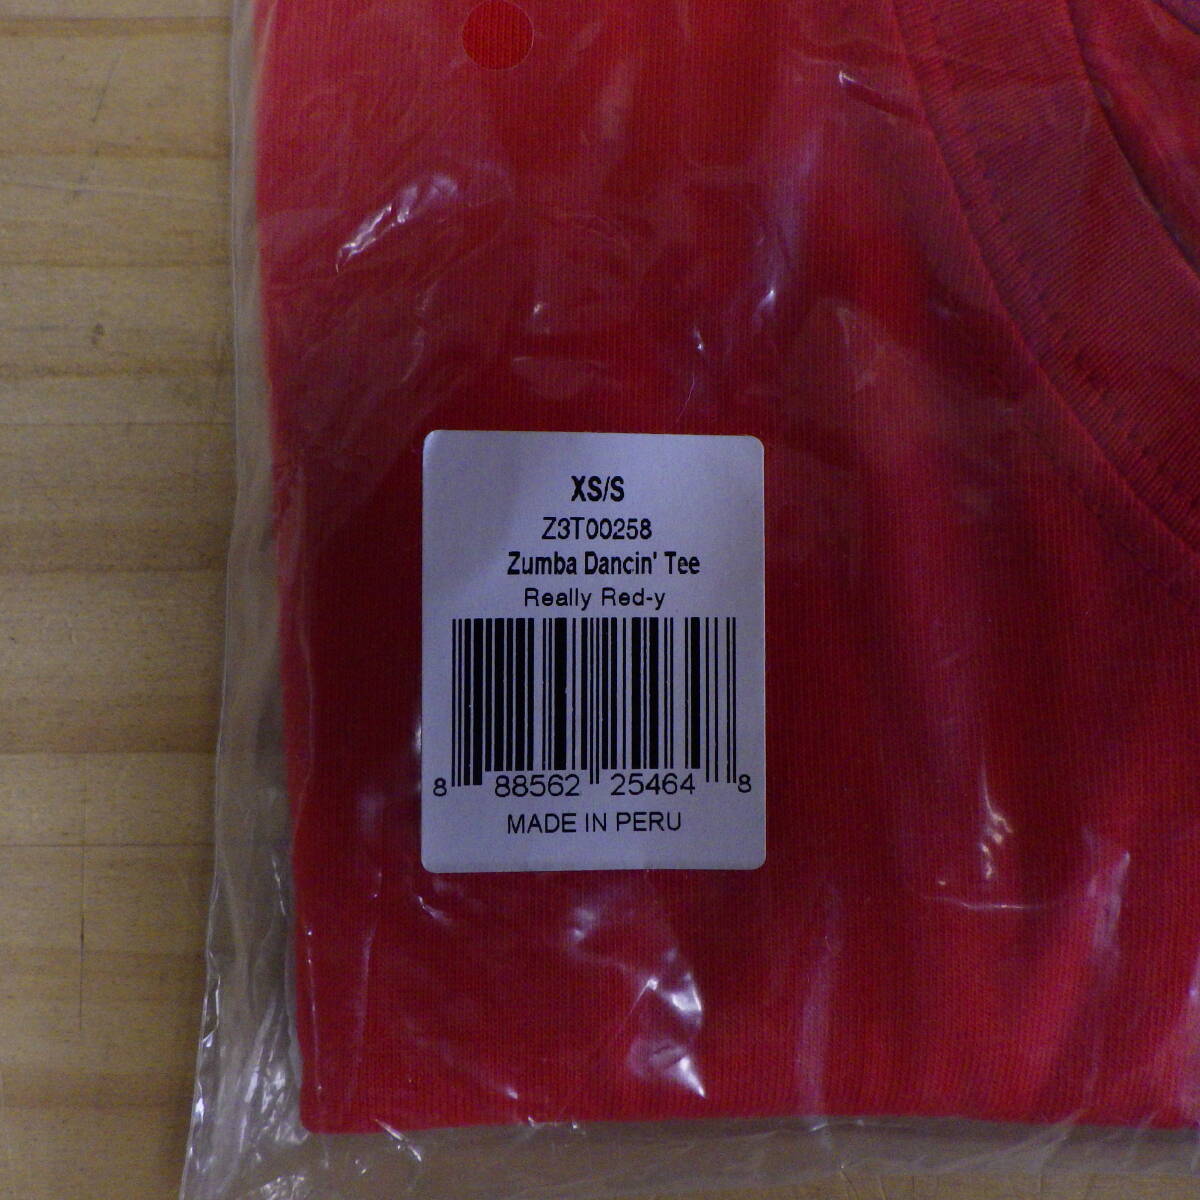 XS/S
Z3T00258
Zumba Dancin' Tee
Really Red-y
8 88562 25464 8
MADE IN PERU